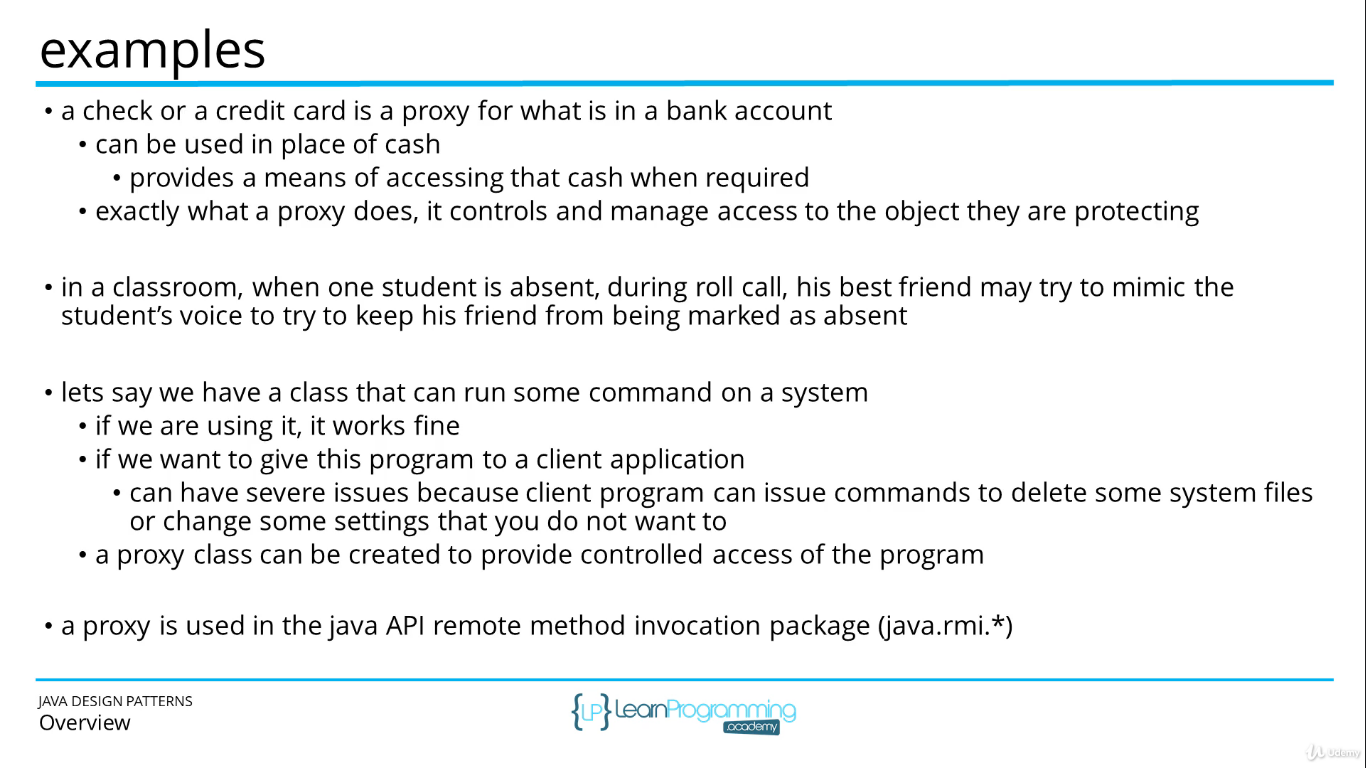 examples
• a check or a credit card is a proxy for what is in a bank account
• can be used in place of cash
• provides a means of accessing that cash when required
• exactly what a proxy does, it controls and manage access to the object they are protecting
• in a classroom, when one student is absent, during roll call, his best friend may try to mimic the
student’s voice to try to keep his friend from being marked as absent
• lets say we have a class that can run some command on a system
• if we are using it, it works fine
• if we want to give this program to a client application
• can have severe issues because client program can issue commands to delete some system files
or change some settings that you do not want to
• a proxy class can be created to provide controlled access of the program
• a proxy is used in the java API remote method invocation package (java.rmi.*)
JAVA DESIGN PATTERNS
Overview
{LP} LearnProgramming
.academy
Udemy